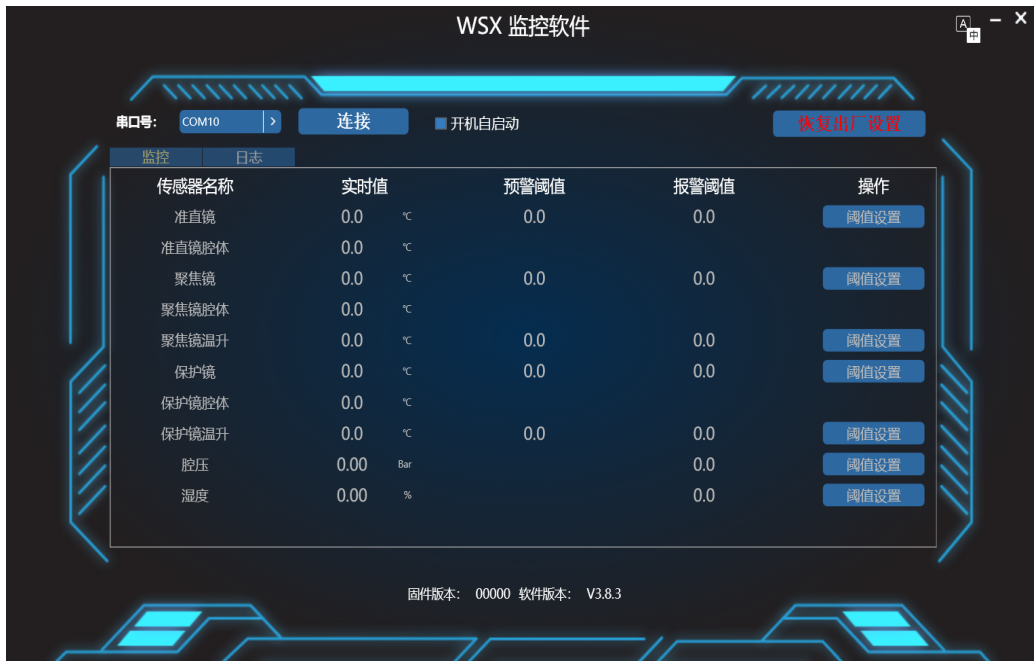 WSX 监控软件
A 中
串口号： COM10 连接 开机自启动 恢复出厂设置
监控 日志
传感器名称 实时值 预警阈值 报警阈值 操作
准直镜 0.0 ℃ 0.0 0.0 阈值设置
准直镜腔体 0.0 ℃
聚焦镜 0.0 ℃ 0.0 0.0 阈值设置
聚焦镜腔体 0.0 ℃
聚焦镜温升 0.0 ℃ 0.0 0.0 阈值设置
保护镜 0.0 ℃ 0.0 0.0 阈值设置
保护镜腔体 0.0 ℃
保护镜温升 0.0 ℃ 0.0 0.0 阈值设置
腔压 0.00 Bar 0.0 阈值设置
湿度 0.00 % 0.0 阈值设置
固件版本： 00000 软件版本： V3.8.3